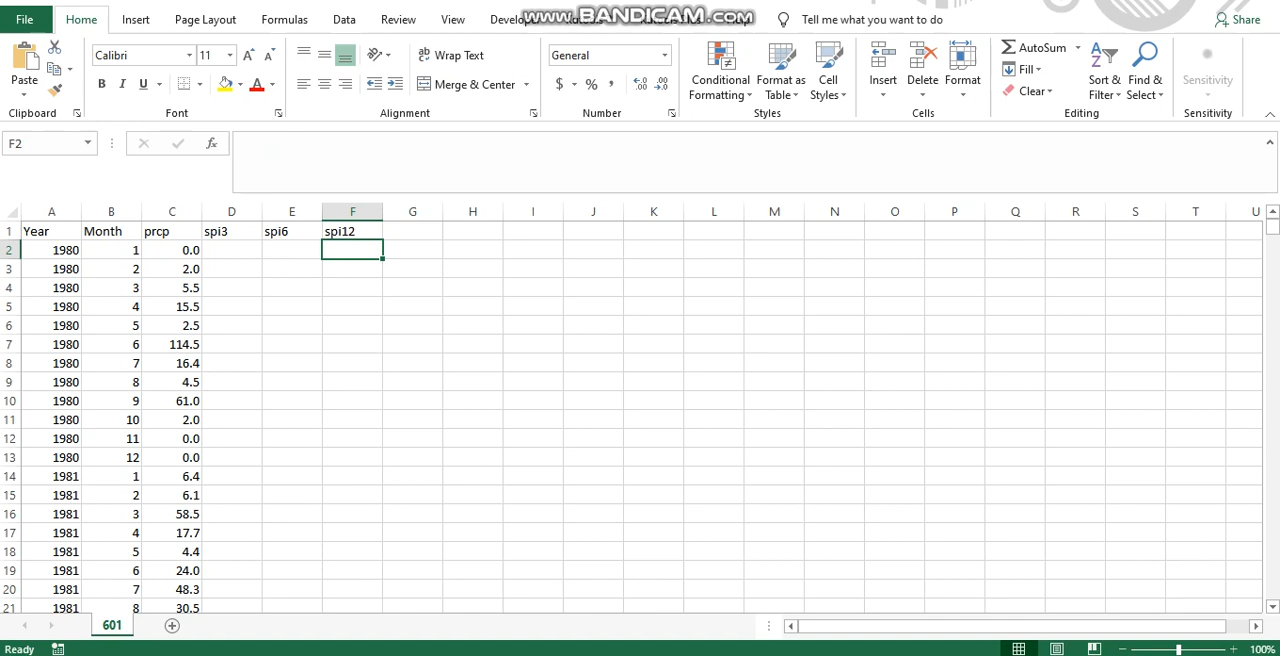 File Home Insert Page Layout Formulas Data Review View Develop www.BANDICAM.com Help Tell me what you want to do Share
Calibri 11 Wrap Text General AutoSum
Paste Conditional Format as Cell Insert Delete Format Fill Sort & Find &
B I U Merge & Center $ % , Formatting Table Styles Clear Filter Select Sensitivity
Clipboard Font Alignment Number Styles Cells Editing Sensitivity
F2 fx
A B C D E F G H I J K L M N O P Q R S T U
1 Year Month prcp spi3 spi6 spi12
2 1980 1 0.0
3 1980 2 2.0
4 1980 3 5.5
5 1980 4 15.5
6 1980 5 2.5
7 1980 6 114.5
8 1980 7 16.4
9 1980 8 4.5
10 1980 9 61.0
11 1980 10 2.0
12 1980 11 0.0
13 1980 12 0.0
14 1981 1 6.4
15 1981 2 6.1
16 1981 3 58.5
17 1981 4 17.7
18 1981 5 4.4
19 1981 6 24.0
20 1981 7 48.3
21 1981 8 30.5
601
Ready 100%